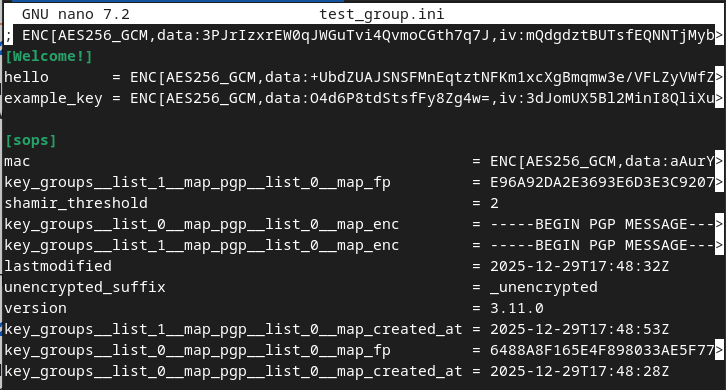 GNU nano 7.2 test_group.ini
; ENC[AES256_GCM,data:3PJrIzxrEW0qJWGuTvi4QvmoCGth7q7J,iv:mQdgdztBUTsfEQNNTjMyb>
[Welcome!]
hello = ENC[AES256_GCM,data:+UbdZUAJSNSFMnEqtztNFKm1xcXgBmqmw3e/VFLZyVWfZ>
example_key = ENC[AES256_GCM,data:O4d6P8tdStsfFy8Zg4w=,iv:3dJomUX5Bl2MinI8QliXu>
[sops]
mac = ENC[AES256_GCM,data:aAurY>
key_groups__list_1__map_pgp__list_0__map_fp = E96A92DA2E3693E6D3E3C9207>
shamir_threshold = 2
key_groups__list_0__map_pgp__list_0__map_enc = -----BEGIN PGP MESSAGE--->
key_groups__list_1__map_pgp__list_0__map_enc = -----BEGIN PGP MESSAGE--->
lastmodified = 2025-12-29T17:48:32Z
unencrypted_suffix = _unencrypted
version = 3.11.0
key_groups__list_1__map_pgp__list_0__map_created_at = 2025-12-29T17:48:53Z
key_groups__list_0__map_pgp__list_0__map_fp = 6488A8F165E4F898033AE5F77>
key_groups__list_0__map_pgp__list_0__map_created_at = 2025-12-29T17:48:28Z